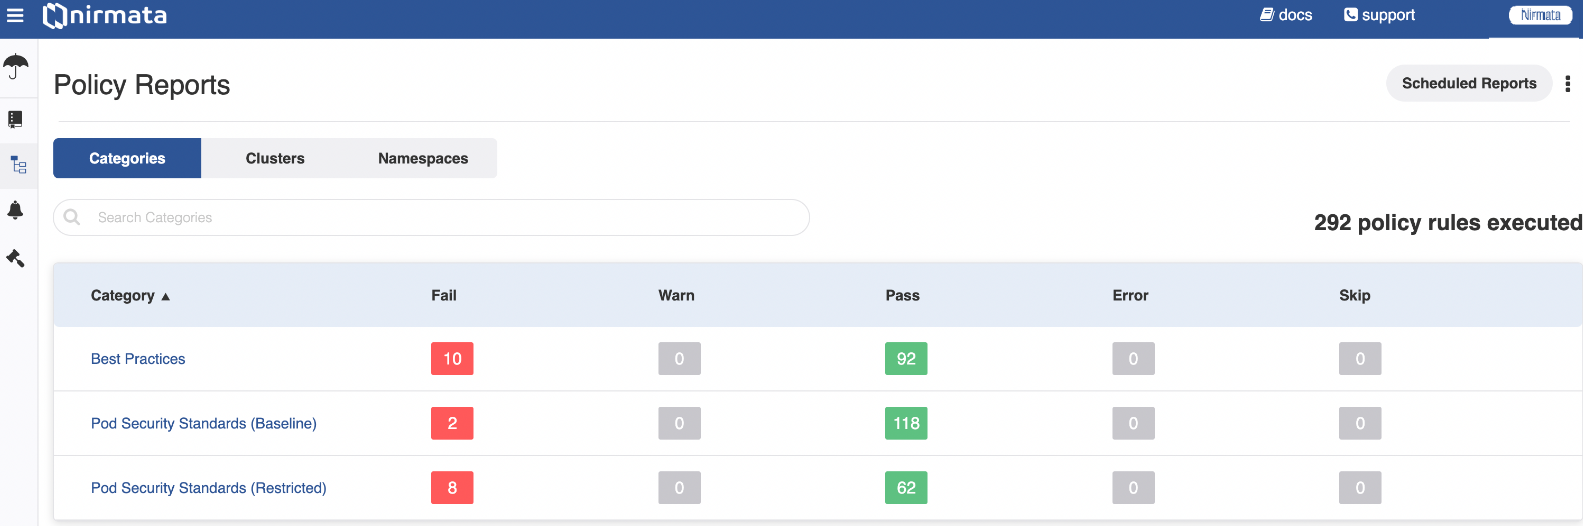 nirmata docs support Nirmata
Policy Reports Scheduled Reports
Categories Clusters Namespaces
Search Categories
292 policy rules executed
Category ▲ Fail Warn Pass Error Skip
Best Practices 10 0 92 0 0
Pod Security Standards (Baseline) 2 0 118 0 0
Pod Security Standards (Restricted) 8 0 62 0 0